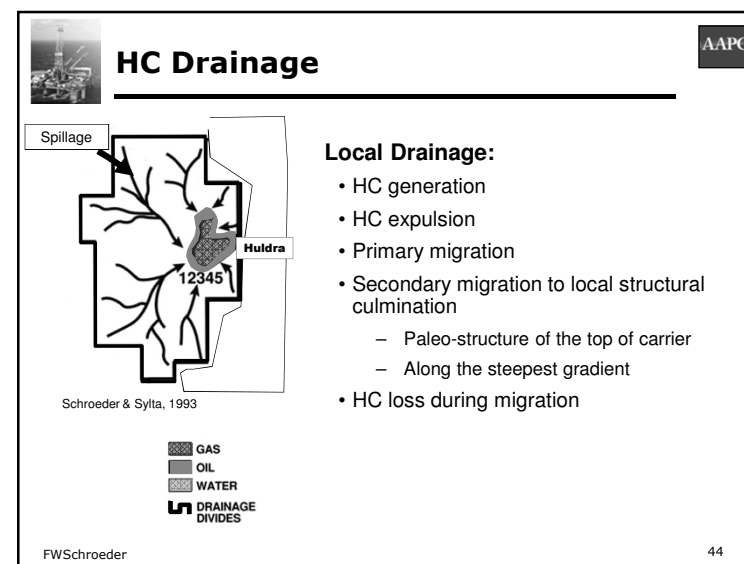 HC Drainage
AAPG
Spillage
Huldra
12345
Schroeder & Sylta, 1993
GAS
OIL
WATER
DRAINAGE
DIVIDES
Local Drainage:
• HC generation
• HC expulsion
• Primary migration
• Secondary migration to local structural
culmination
– Paleo-structure of the top of carrier
– Along the steepest gradient
• HC loss during migration
FWSchroeder
44